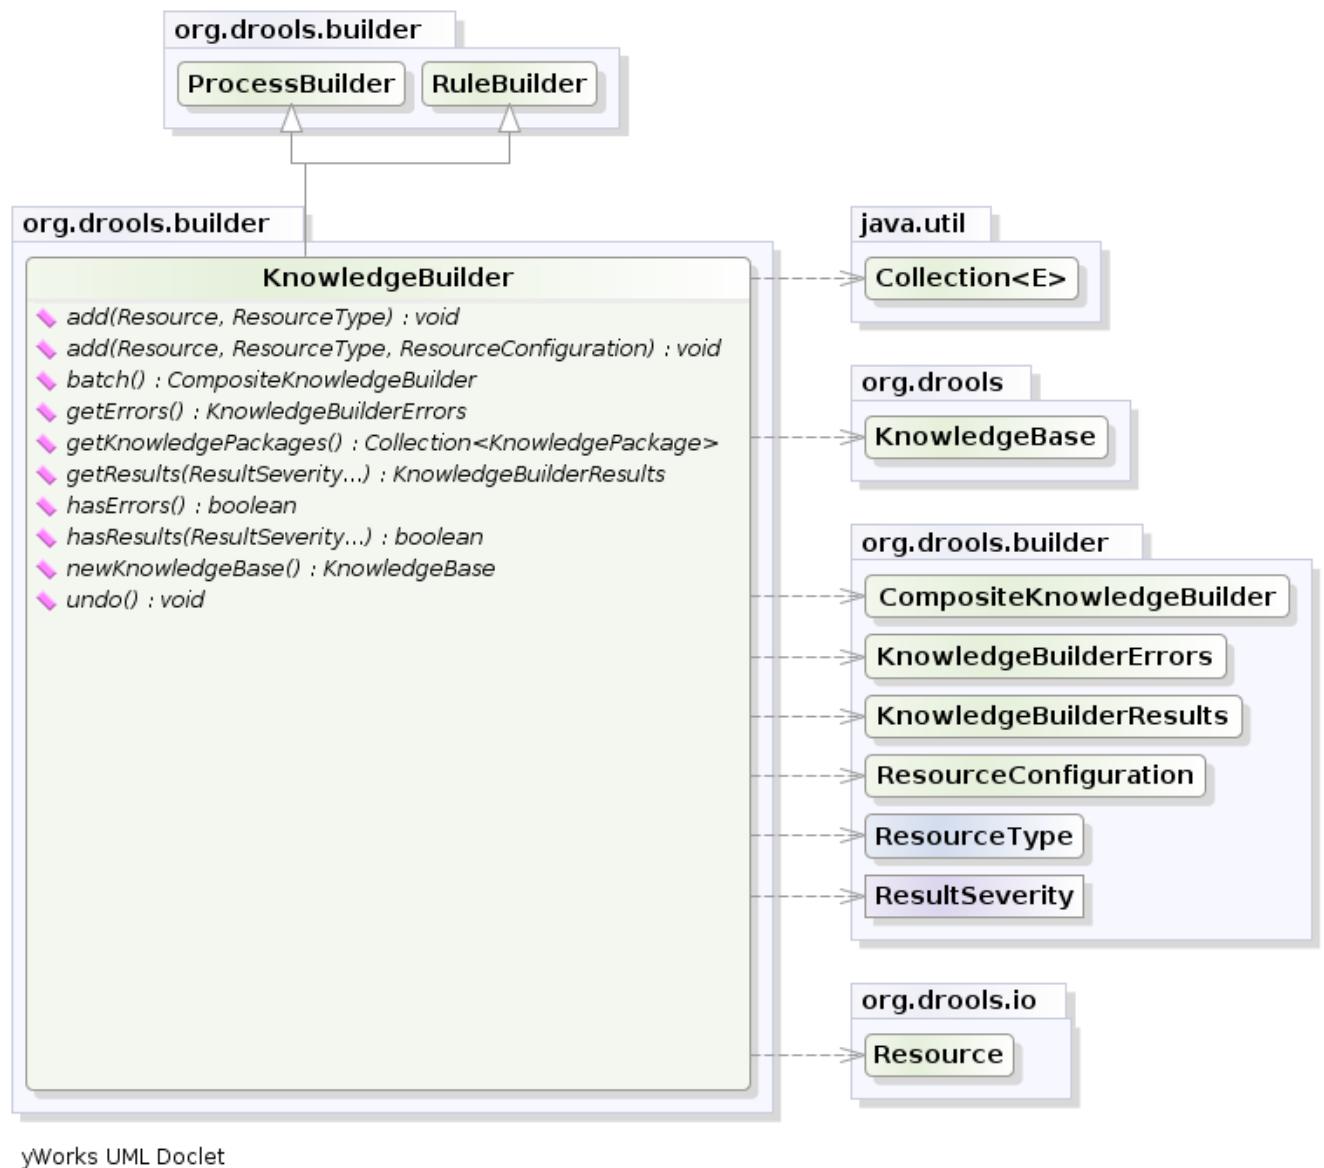 org.drools.builder
ProcessBuilder
RuleBuilder
org.drools.builder
KnowledgeBuilder
add(Resource, ResourceType) : void
add(Resource, ResourceType, ResourceConfiguration) : void
batch() : CompositeKnowledgeBuilder
getErrors() : KnowledgeBuilderErrors
getKnowledgePackages() : Collection<KnowledgePackage>
getResults(ResultSeverity...) : KnowledgeBuilderResults
hasErrors() : boolean
hasResults(ResultSeverity...) : boolean
newKnowledgeBase() : KnowledgeBase
undo() : void
java.util
Collection<E>
org.drools
KnowledgeBase
org.drools.builder
CompositeKnowledgeBuilder
KnowledgeBuilderErrors
KnowledgeBuilderResults
ResourceConfiguration
ResourceType
ResultSeverity
org.drools.io
Resource
yWorks UML Doclet